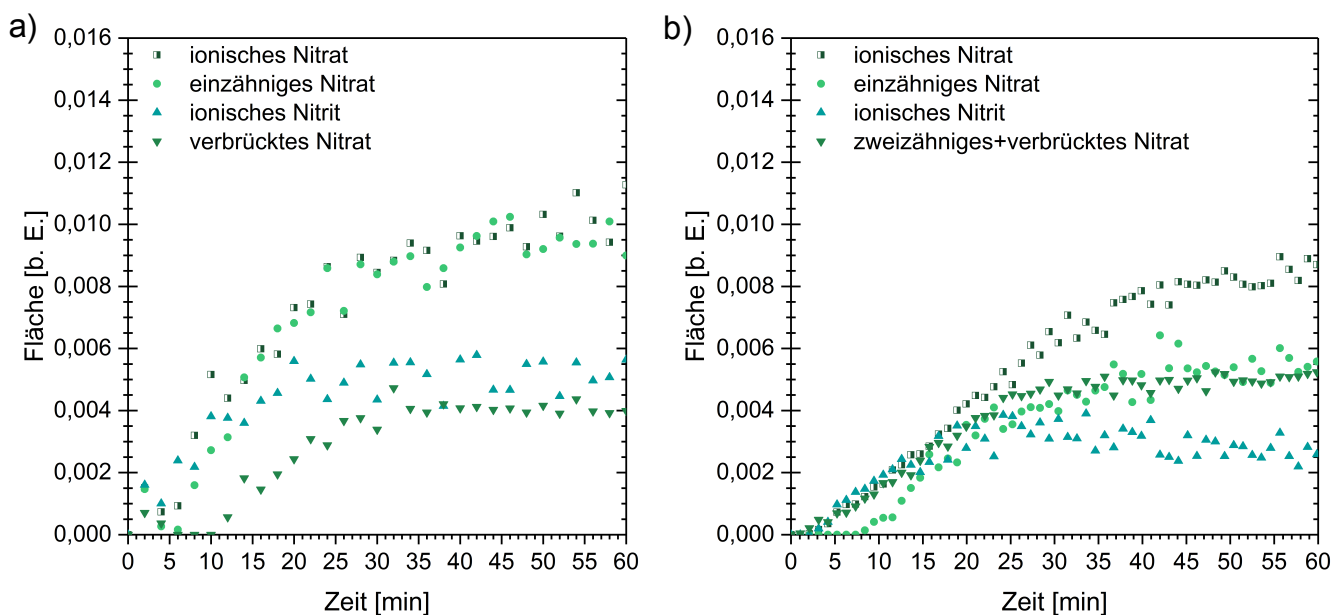 a)
0,016
0,014
0,012
0,010
0,008
0,006
0,004
0,002
0,000
Fläche [b. E.]
ionisches Nitrat
einzähniges Nitrat
ionisches Nitrit
verbrücktes Nitrat
0 5 10 15 20 25 30 35 40 45 50 55 60
Zeit [min]
b)
0,016
0,014
0,012
0,010
0,008
0,006
0,004
0,002
0,000
Fläche [b. E.]
ionisches Nitrat
einzähniges Nitrat
ionisches Nitrit
zweizähniges+verbrücktes Nitrat
0 5 10 15 20 25 30 35 40 45 50 55 60
Zeit [min]